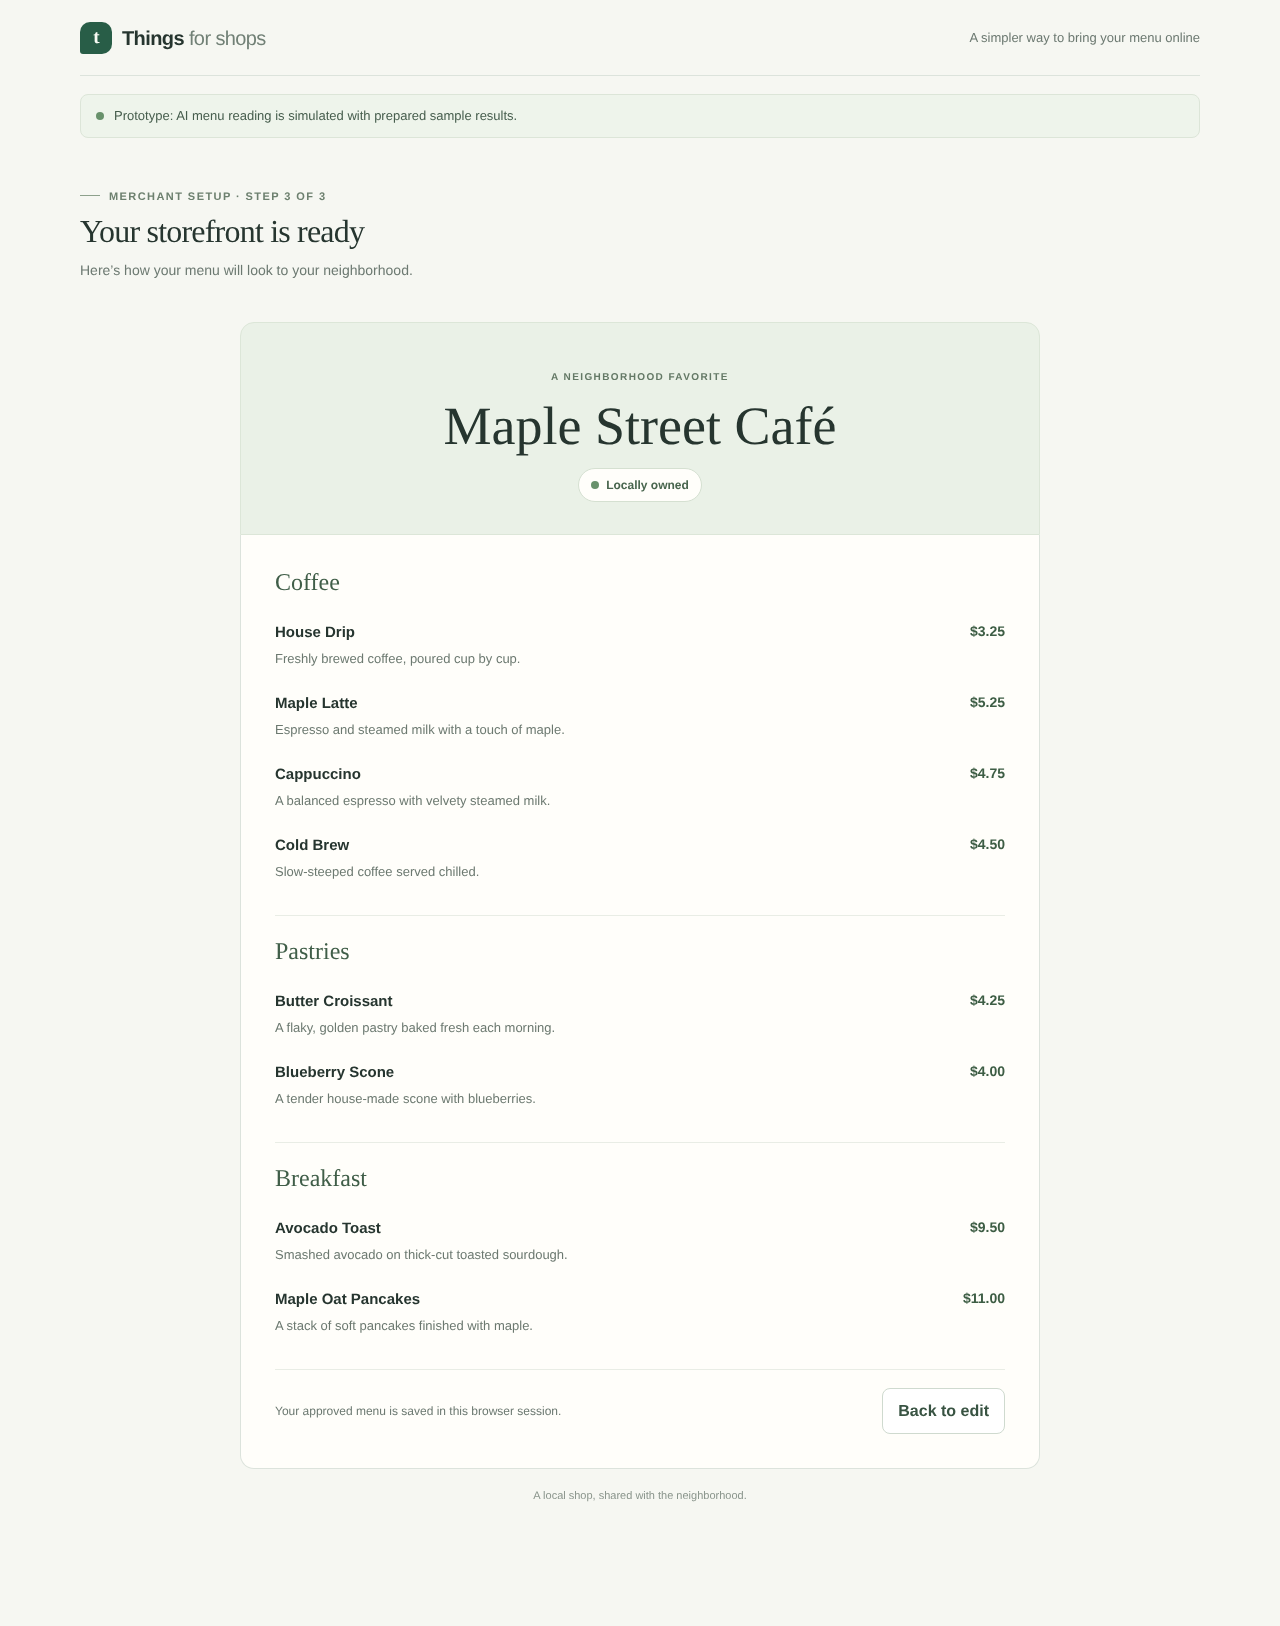 t
Things for shops
A simpler way to bring your menu online
Prototype: AI menu reading is simulated with prepared sample results.
MERCHANT SETUP · STEP 3 OF 3
Your storefront is ready
Here’s how your menu will look to your neighborhood.
A NEIGHBORHOOD FAVORITE
Maple Street Café
Locally owned
Coffee
House Drip $3.25
Freshly brewed coffee, poured cup by cup.
Maple Latte $5.25
Espresso and steamed milk with a touch of maple.
Cappuccino $4.75
A balanced espresso with velvety steamed milk.
Cold Brew $4.50
Slow-steeped coffee served chilled.
Pastries
Butter Croissant $4.25
A flaky, golden pastry baked fresh each morning.
Blueberry Scone $4.00
A tender house-made scone with blueberries.
Breakfast
Avocado Toast $9.50
Smashed avocado on thick-cut toasted sourdough.
Maple Oat Pancakes $11.00
A stack of soft pancakes finished with maple.
Your approved menu is saved in this browser session.
Back to edit
A local shop, shared with the neighborhood.